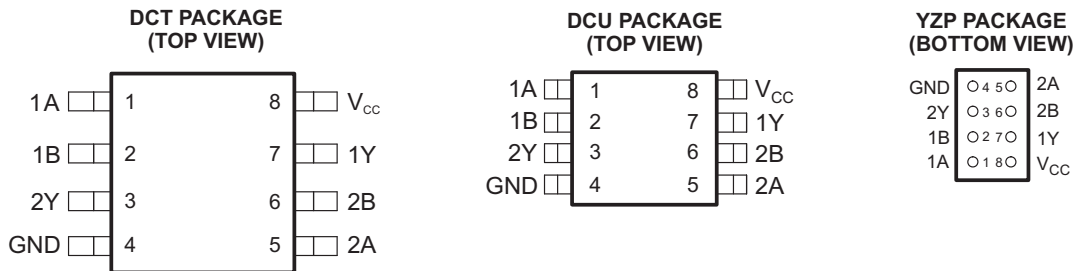 DCT PACKAGE
(TOP VIEW)
1A 1 8 VCC
1B 2 7 1Y
2Y 3 6 2B
GND 4 5 2A
DCU PACKAGE
(TOP VIEW)
1A 1 8 VCC
1B 2 7 1Y
2Y 3 6 2B
GND 4 5 2A
YZP PACKAGE
(BOTTOM VIEW)
GND 4 5 2A
2Y 3 6 2B
1B 2 7 1Y
1A 1 8 VCC